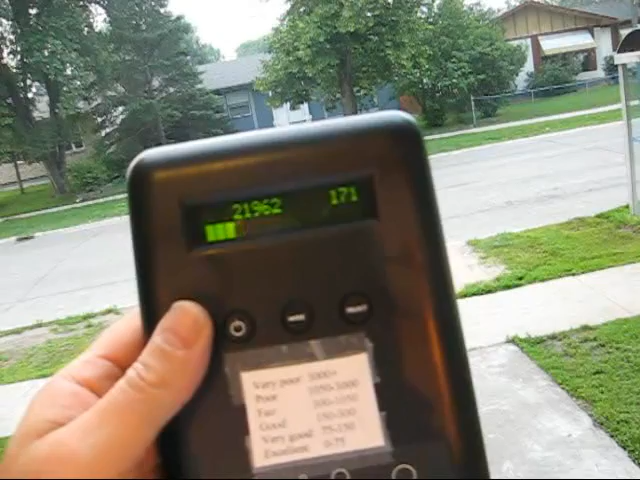 21962 171
Very poor 3000+
Poor 1050-3000
Fair 300-1050
Good 150-300
Very good 75-150
Excellent 0-75